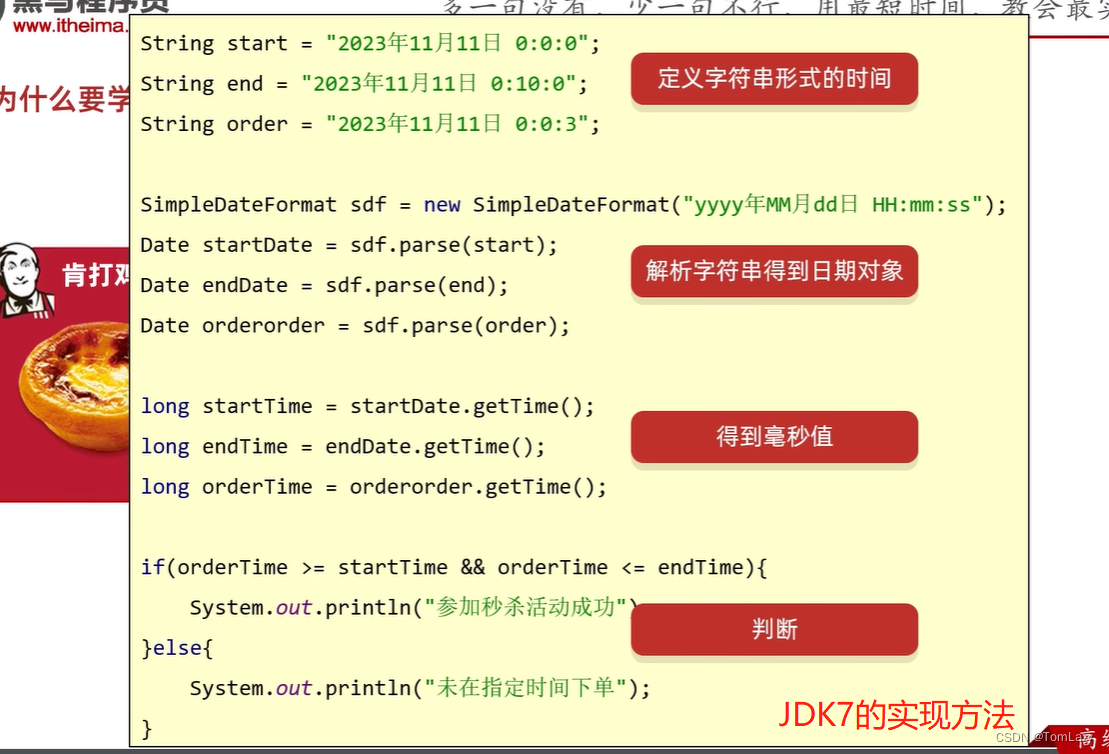 黑马程序员
www.itheima.
多一句没有，少一句不行，用最短时间，教会最实
为什么要学
肯打鸡
String start = "2023年11月11日 0:0:0";
String end = "2023年11月11日 0:10:0";
定义字符串形式的时间
String order = "2023年11月11日 0:0:3";
SimpleDateFormat sdf = new SimpleDateFormat("yyyy年MM月dd日 HH:mm:ss");
Date startDate = sdf.parse(start);
解析字符串得到日期对象
Date endDate = sdf.parse(end);
Date orderorder = sdf.parse(order);
long startTime = startDate.getTime();
得到毫秒值
long endTime = endDate.getTime();
long orderTime = orderorder.getTime();
if(orderTime >= startTime && orderTime <= endTime){
System.out.println("参加秒杀活动成功")
判断
}else{
System.out.println("未在指定时间下单");
}
JDK7的实现方法
CSDN @TomLa
高级